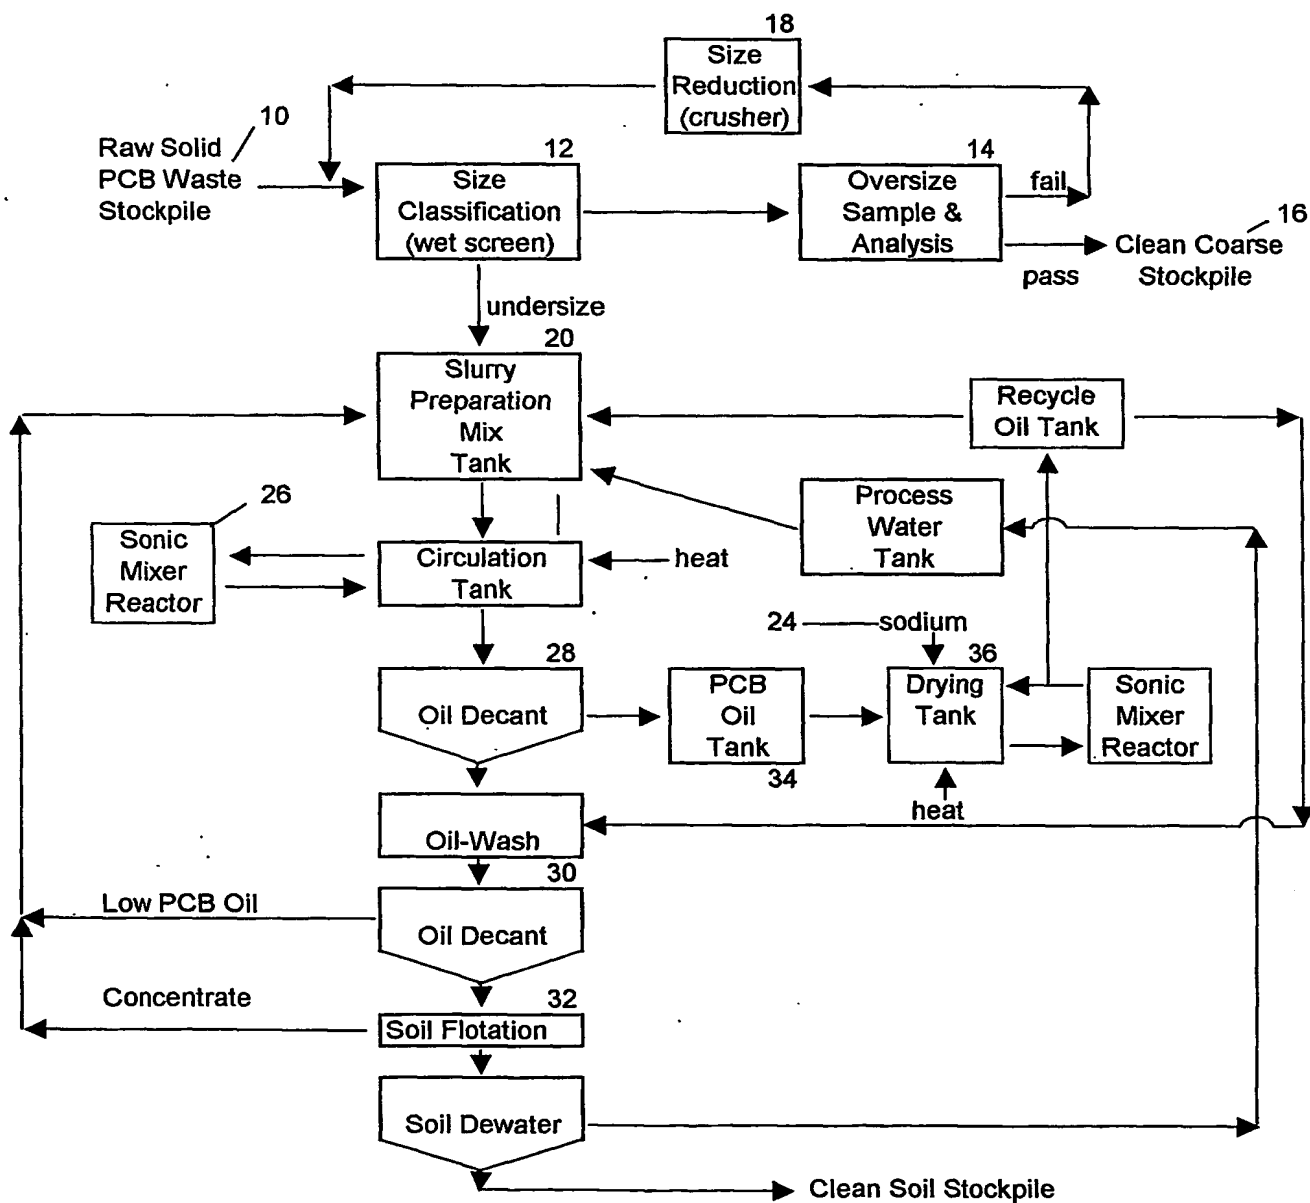 18
Size
Reduction
(crusher)
10
Raw Solid
PCB Waste
Stockpile
12
Size
Classification
(wet screen)
14
Oversize
Sample &
Analysis
fail
pass
16
Clean Coarse
Stockpile
undersize
20
Slurry
Preparation
Mix
Tank
Recycle
Oil Tank
Process
Water
Tank
26
Sonic
Mixer
Reactor
Circulation
Tank
heat
24
sodium
28
Oil Decant
PCB
Oil
Tank
34
36
Drying
Tank
Sonic
Mixer
Reactor
heat
Oil-Wash
30
Low PCB Oil
Oil Decant
Concentrate
32
Soil Flotation
Soil Dewater
Clean Soil Stockpile